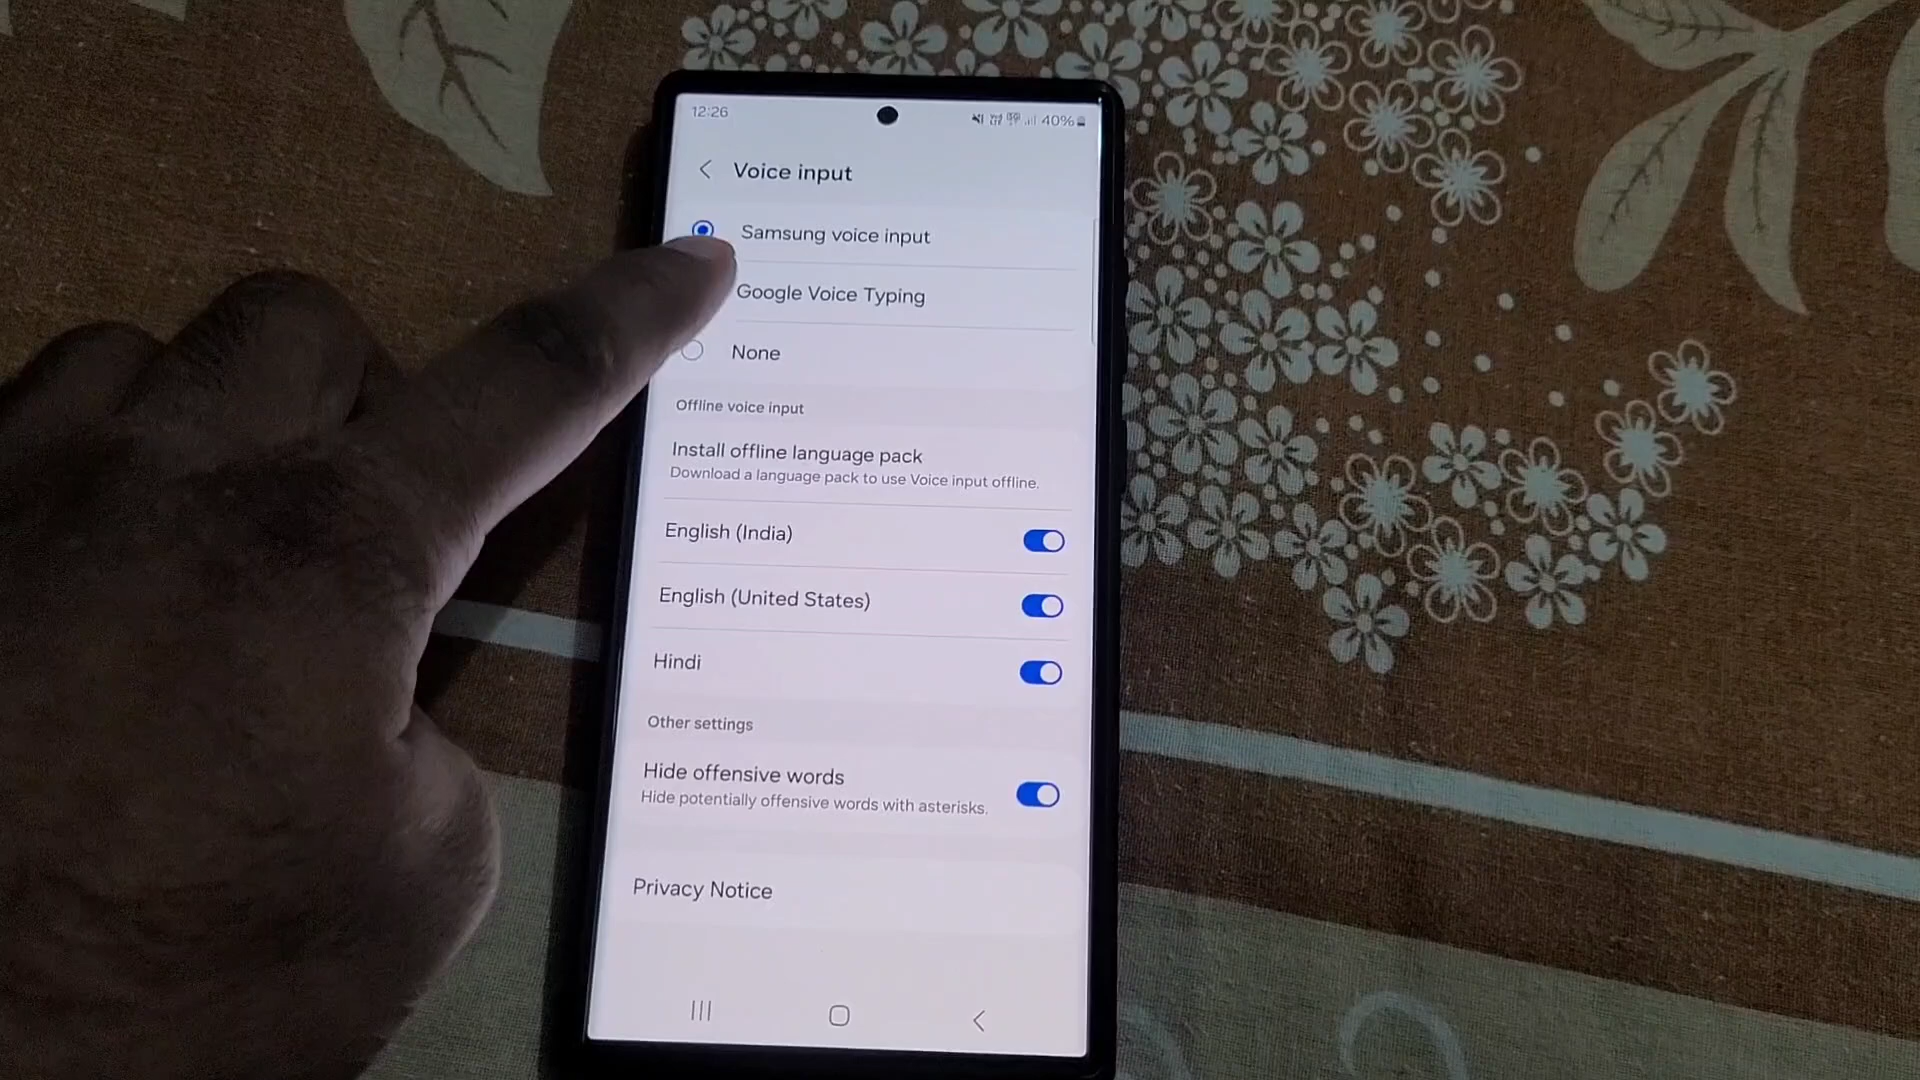 12:26
40%
Voice input
Samsung voice input
Google Voice Typing
None
Offline voice input
Install offline language pack
Download a language pack to use Voice input offline.
English (India)
English (United States)
Hindi
Other settings
Hide offensive words
Hide potentially offensive words with asterisks.
Privacy Notice